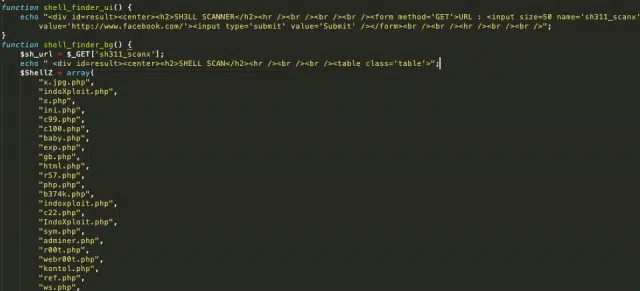 function shell_finder_ui() {
echo "<div id=result><center><h2>SH3LL SCANNER</h2><hr /><br /><br /><br /><form method='GET'>URL : <input size=50 name='sh311_scanx'
value='http://www.facebook.com/'><input type='submit' value='Submit' /></form><br /><br /><hr /><br /><br />";
}
function shell_finder_bg() {
$sh_url = $_GET['sh311_scanx'];
echo " <div id=result><center><h2>SHELL SCAN</h2><hr /><br /><br /><table class='table'>";
$ShellZ = array(
"x.jpg.php",
"indoXploit.php",
"x.php",
"ini.php",
"c99.php",
"c100.php",
"baby.php",
"exp.php",
"gb.php",
"html.php",
"r57.php",
"php.php",
"b374k.php",
"indoxploit.php",
"c22.php",
"IndoXploit.php",
"sym.php",
"adminer.php",
"r00t.php",
"webr00t.php",
"kontol.php",
"ref.php",
"ws.php",